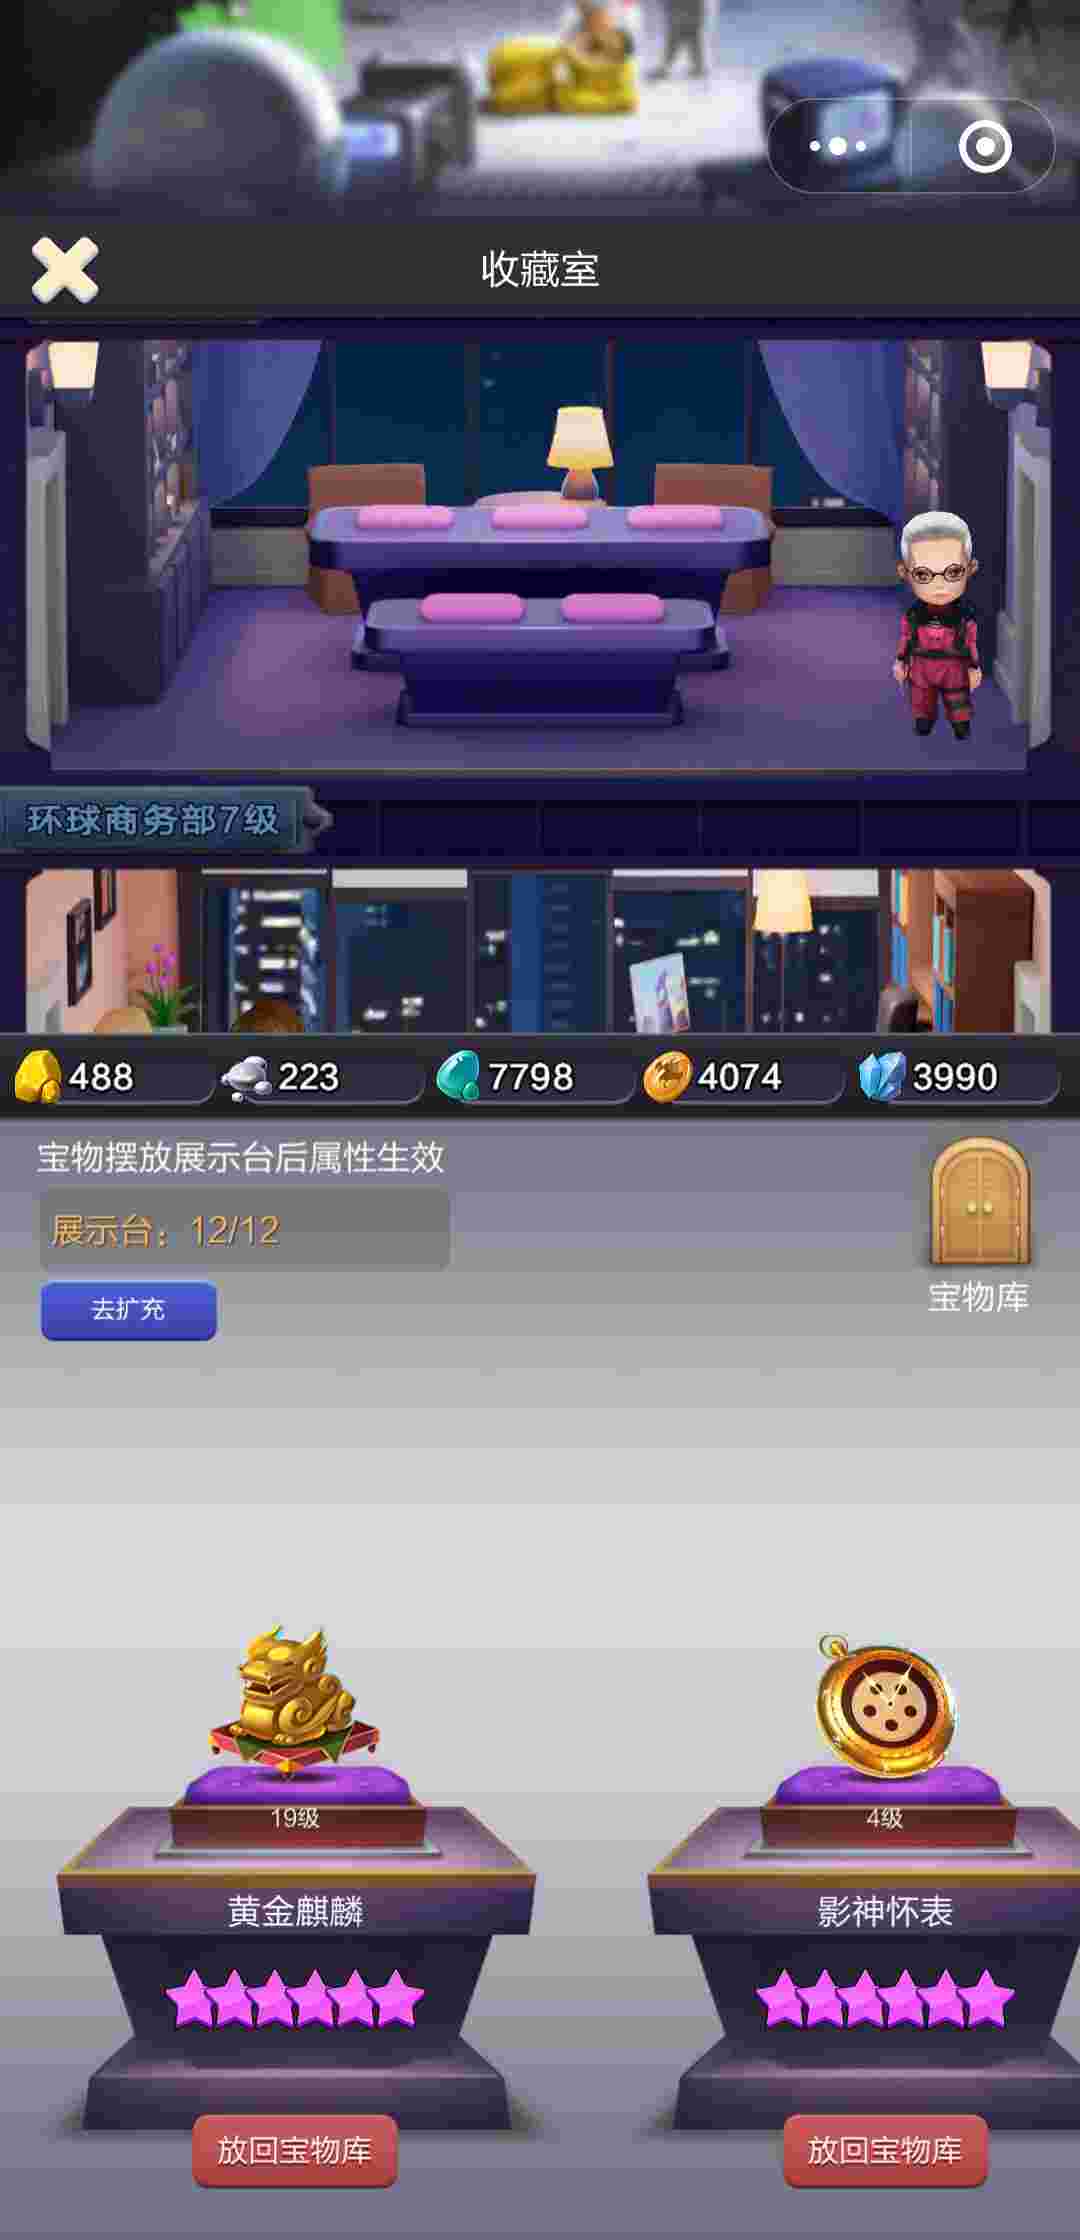 收藏室
环球商务部7级
488 223 7798 4074 3990
宝物摆放展示台后属性生效
展示台：12/12
去扩充
宝物库
19级 4级
黄金麒麟 影神怀表
放回宝物库 放回宝物库